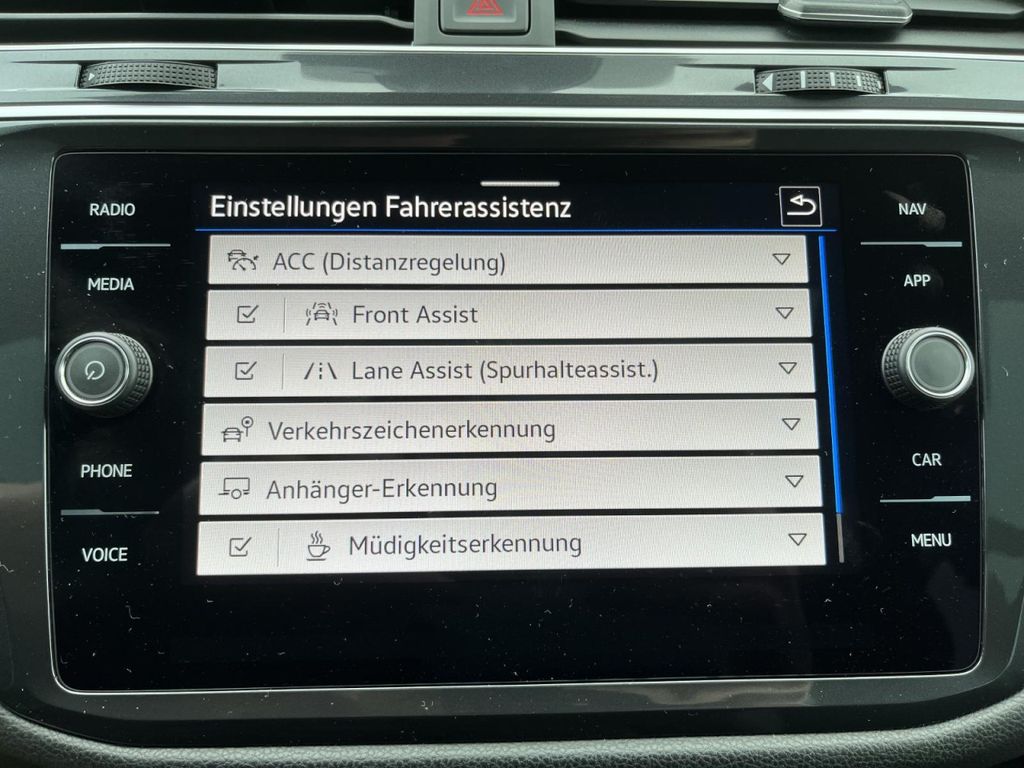 Einstellungen Fahrerassistenz
RADIO
NAV
ACC (Distanzregelung)
MEDIA
APP
Front Assist
Lane Assist (Spurhalteassist.)
Verkehrszeichenerkennung
PHONE
CAR
Anhänger-Erkennung
VOICE
Müdigkeitserkennung
MENU